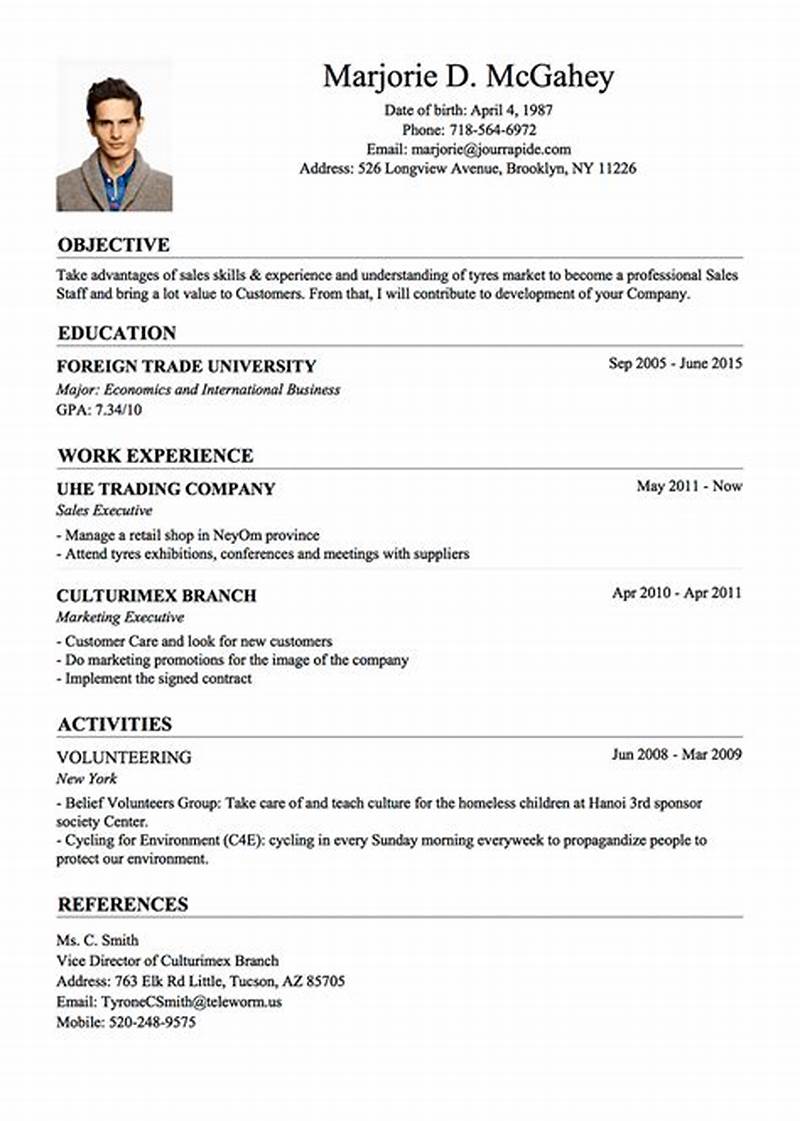 Marjorie D. McGahey
Date of birth: April 4, 1987
Phone: 718-564-6972
Email: marjorie@jourrapide.com
Address: 526 Longview Avenue, Brooklyn, NY 11226
OBJECTIVE
Take advantages of sales skills & experience and understanding of tyres market to become a professional Sales
Staff and bring a lot value to Customers. From that, I will contribute to development of your Company.
EDUCATION
FOREIGN TRADE UNIVERSITY Sep 2005 - June 2015
Major: Economics and International Business
GPA: 7.34/10
WORK EXPERIENCE
UHE TRADING COMPANY May 2011 - Now
Sales Executive
- Manage a retail shop in NeyOm province
- Attend tyres exhibitions, conferences and meetings with suppliers
CULTURIMEX BRANCH Apr 2010 - Apr 2011
Marketing Executive
- Customer Care and look for new customers
- Do marketing promotions for the image of the company
- Implement the signed contract
ACTIVITIES
VOLUNTEERING Jun 2008 - Mar 2009
New York
- Belief Volunteers Group: Take care of and teach culture for the homeless children at Hanoi 3rd sponsor
society Center.
- Cycling for Environment (C4E): cycling in every Sunday morning everyweek to propagandize people to
protect our environment.
REFERENCES
Ms. C. Smith
Vice Director of Culturimex Branch
Address: 763 Elk Rd Little, Tucson, AZ 85705
Email: TyroneCSmith@teleworm.us
Mobile: 520-248-9575